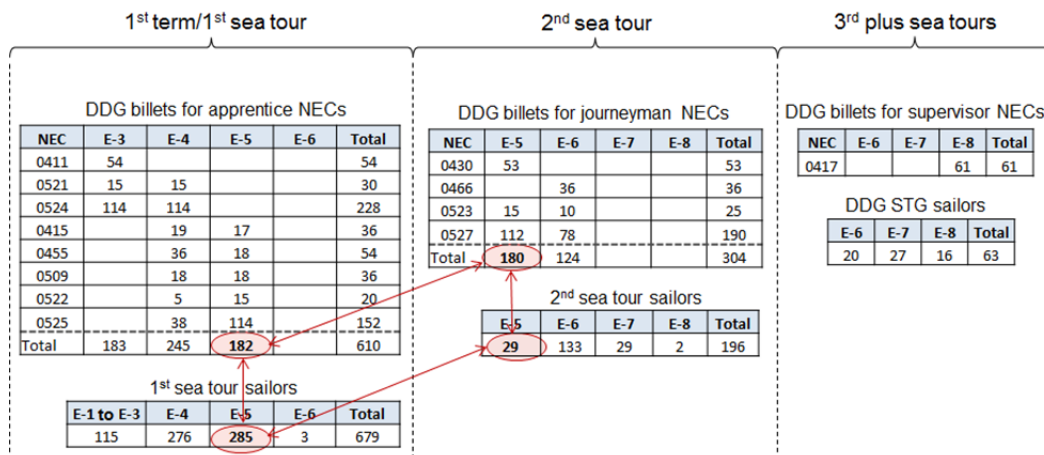 1st term/1st sea tour
2nd sea tour
3rd plus sea tours
DDG billets for apprentice NECs
NEC E-3 E-4 E-5 E-6 Total
0411 54 54
0521 15 15 30
0524 114 114 228
0415 19 17 36
0455 36 18 54
0509 18 18 36
0522 5 15 20
0525 38 114 152
Total 183 245 182 610
1st sea tour sailors
E-1 to E-3 E-4 E-5 E-6 Total
115 276 285 3 679
DDG billets for journeyman NECs
NEC E-5 E-6 E-7 E-8 Total
0430 53 53
0466 36 36
0523 15 10 25
0527 112 78 190
Total 180 124 304
2nd sea tour sailors
E-5 E-6 E-7 E-8 Total
29 133 29 2 196
DDG billets for supervisor NECs
NEC E-6 E-7 E-8 Total
0417 61 61
DDG STG sailors
E-6 E-7 E-8 Total
20 27 16 63